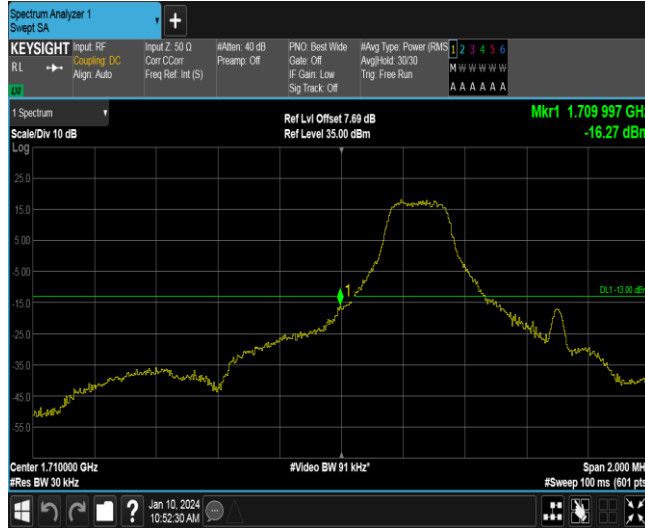 Spectrum Analyzer 1
Swept SA
+
KEYSIGHT
RL
Input: RF
Coupling: DC
Align: Auto
Input Z: 50 Ω
Corr CCorr
Freq Ref: Int (S)
#Atten: 40 dB
Preamp: Off
PNO: Best Wide
Gate: Off
IF Gain: Low
Sig Track: Off
#Avg Type: Power (RMS
Avg|Hold: 30/30
Trig: Free Run
1 2 3 4 5 6
M W W W W W
A A A A A A
1 Spectrum
Scale/Div 10 dB
Ref Lvl Offset 7.69 dB
Ref Level 35.00 dBm
Mkr1 1.709 997 GH
-16.27 dBm
Log
25.0
15.0
5.00
-5.00
-15.0
-25.0
-35.0
-45.0
-55.0
1
DL1 -13.00 dB
Center 1.710000 GHz
#Res BW 30 kHz
#Video BW 91 kHz*
Span 2.000 MH
#Sweep 100 ms (601 pts
?
Jan 10, 2024
10:52:30 AM